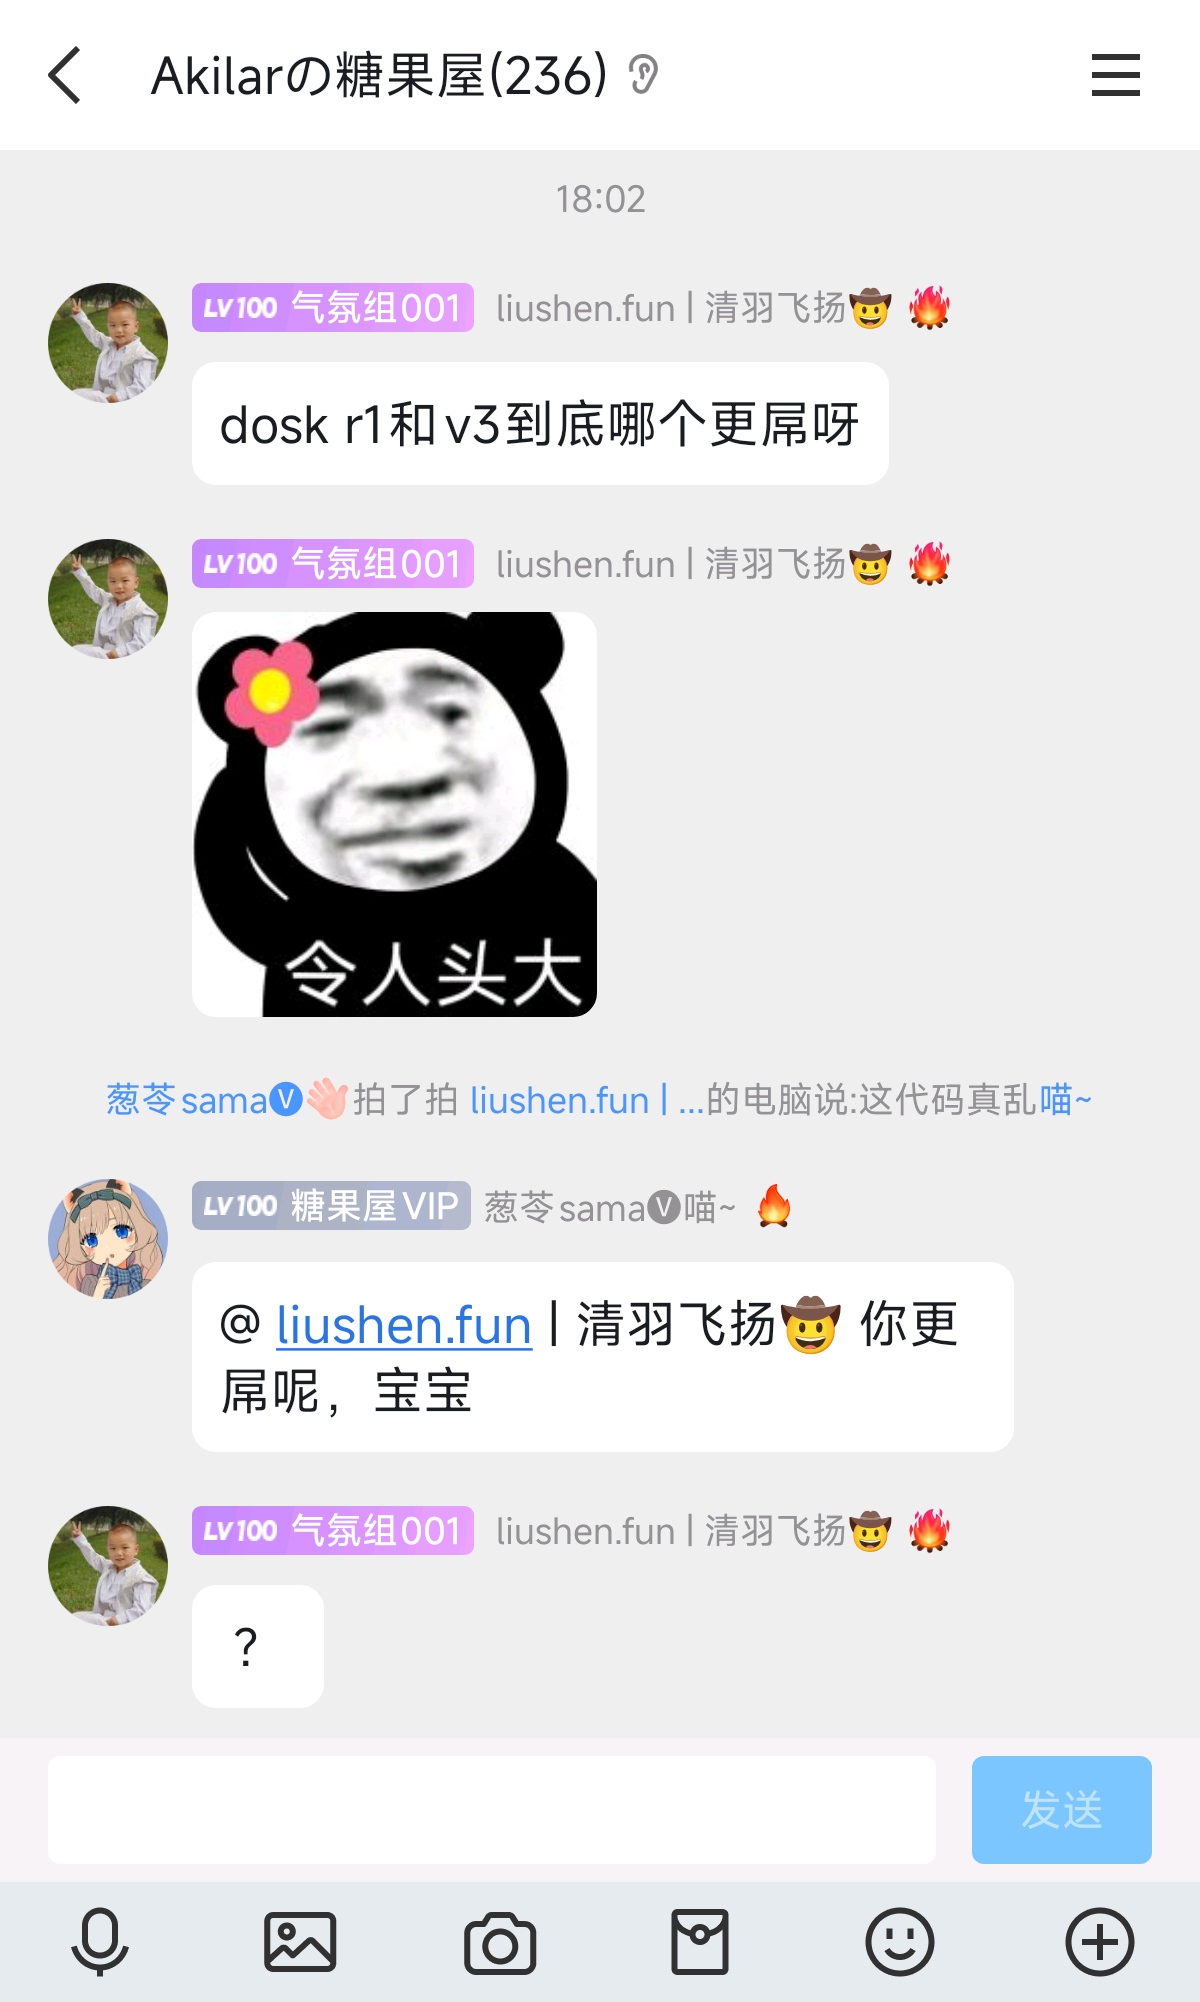 Akilarの糖果屋(236)
18:02
LV100 气氛组001 liushen.fun | 清羽飞扬🤠 🔥
dosk r1和v3到底哪个更屌呀
LV100 气氛组001 liushen.fun | 清羽飞扬🤠 🔥
令人头大
葱苓sama🅥👋拍了拍 liushen.fun | ...的电脑说:这代码真乱喵~
LV100 糖果屋VIP 葱苓sama🅥喵~ 🔥
@ liushen.fun | 清羽飞扬🤠 你更
屌呢，宝宝
LV100 气氛组001 liushen.fun | 清羽飞扬🤠 🔥
？
发送